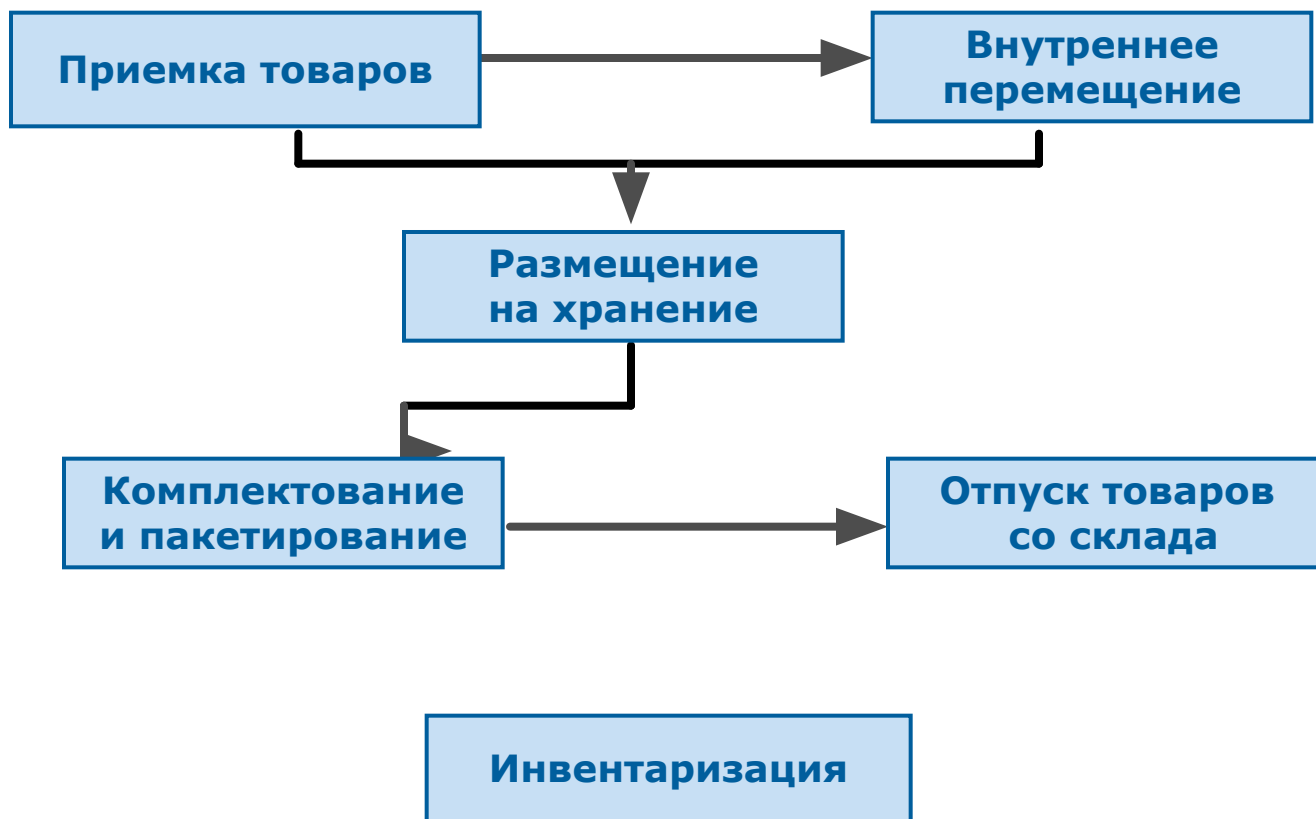 Приемка товаров
Внутреннее
перемещение
Размещение
на хранение
Комплектование
и пакетирование
Отпуск товаров
со склада
Инвентаризация